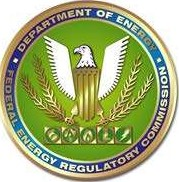 DEPARTMENT OF ENERGY
FEDERAL ENERGY REGULATORY COMMISSION